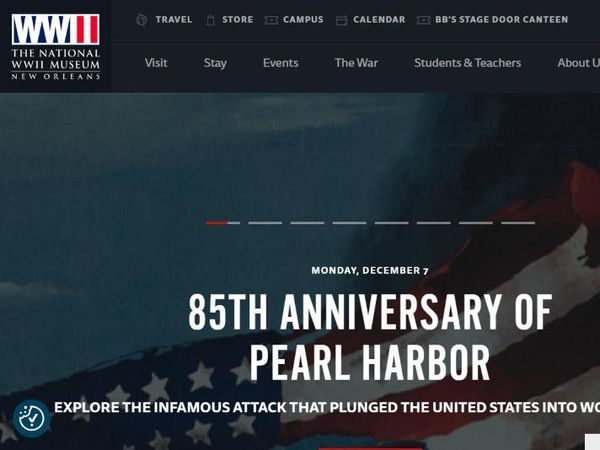 WWII
THE NATIONAL
WWII MUSEUM
NEW ORLEANS
TRAVEL STORE CAMPUS CALENDAR BB'S STAGE DOOR CANTEEN
Visit Stay Events The War Students & Teachers About U
MONDAY, DECEMBER 7
85TH ANNIVERSARY OF
PEARL HARBOR
EXPLORE THE INFAMOUS ATTACK THAT PLUNGED THE UNITED STATES INTO WO